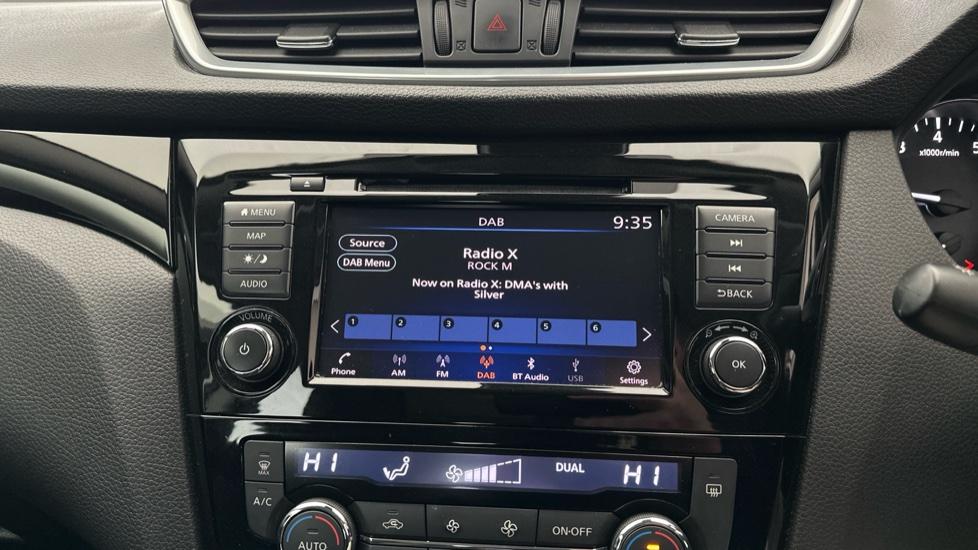 3 4 5
x1000r/min
MENU
MAP
AUDIO
VOLUME
DAB 9:35
Source
DAB Menu
Radio X
ROCK M
Now on Radio X: DMA's with
Silver
1 2 3 4 5 6
Phone AM FM DAB BT Audio USB Settings
CAMERA
BACK
OK
HI DUAL HI
MAX
A/C
AUTO
ON·OFF